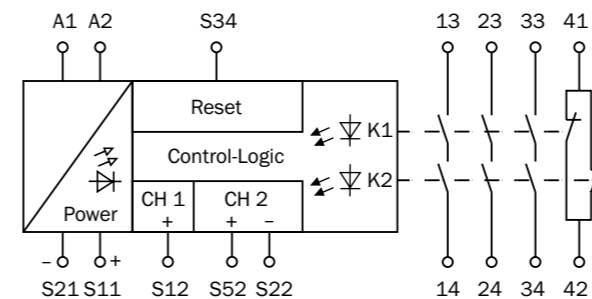 A1 A2 S34 13 23 33 41
Reset
K1
Control-Logic
K2
CH 1 CH 2
Power + + –
– +
S21 S11 S12 S52 S22 14 24 34 42